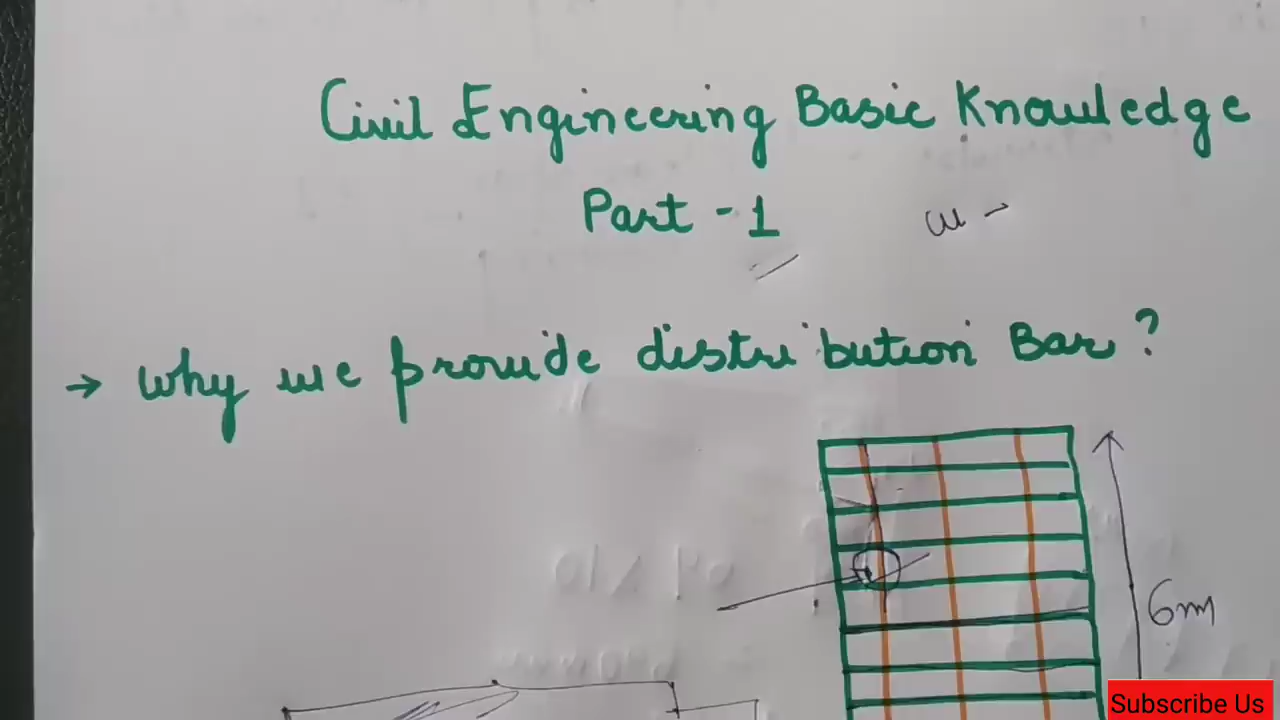 Civil Engineering Basic Knowledge
Part - 1
→ Why we provide distribution Bar?
6m
Subscribe Us